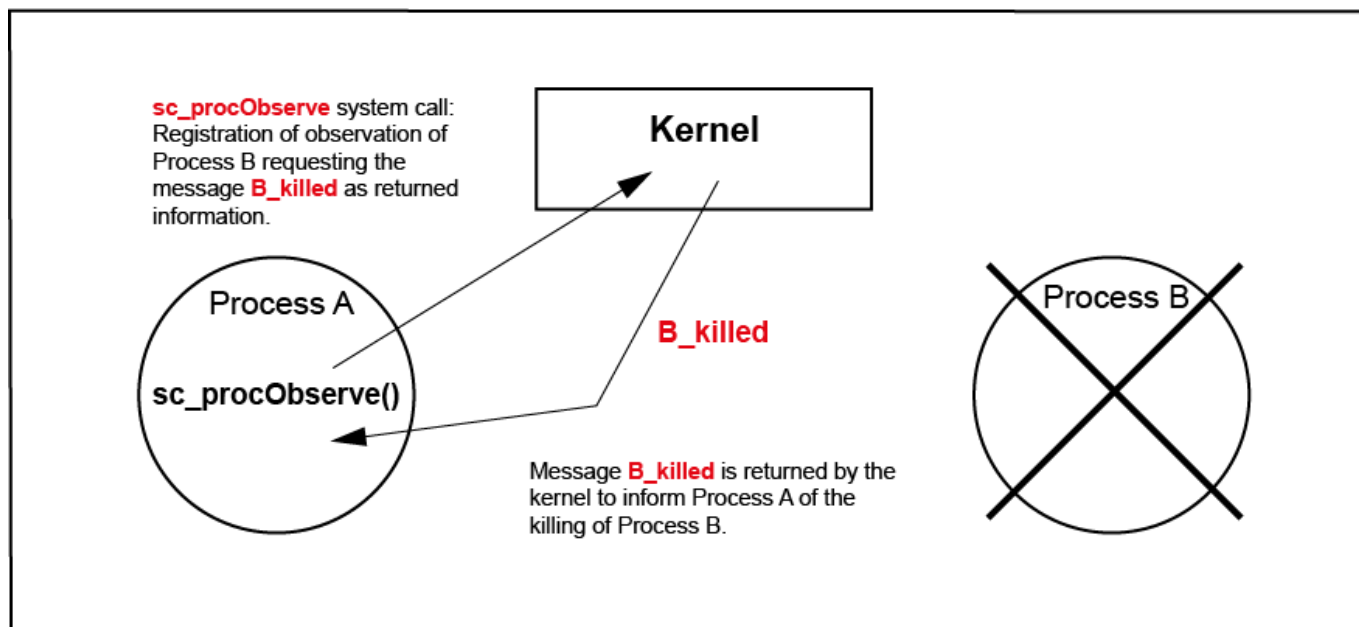 sc_procObserve system call:
Registration of observation of
Process B requesting the
message B_killed as returned
information.
Kernel
Process A
sc_procObserve()
B_killed
Process B
Message B_killed is returned by the
kernel to inform Process A of the
killing of Process B.